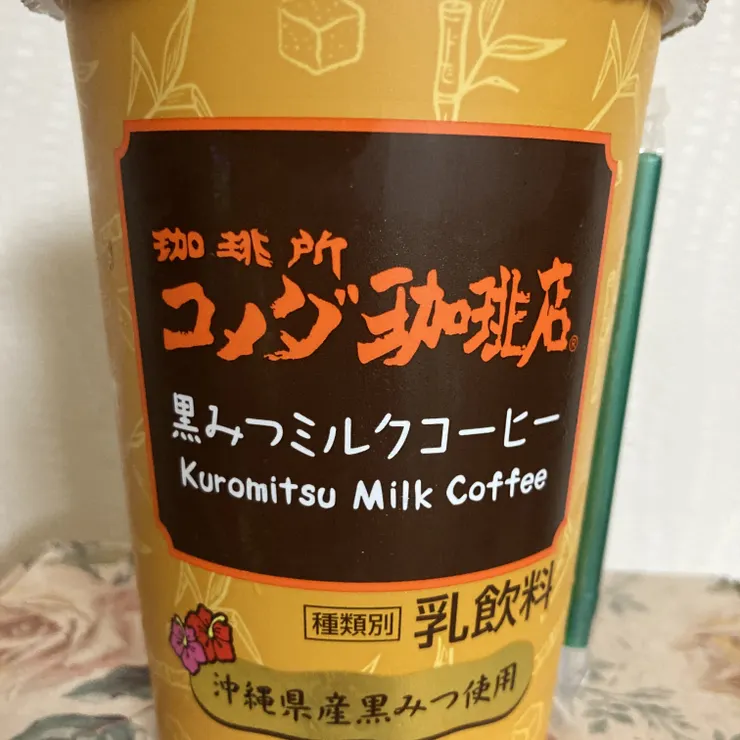 珈琲所
コメダ珈琲店®
黒みつミルクコーヒー
Kuromitsu Milk Coffee
種類別 乳飲料
沖縄県産黒みつ使用